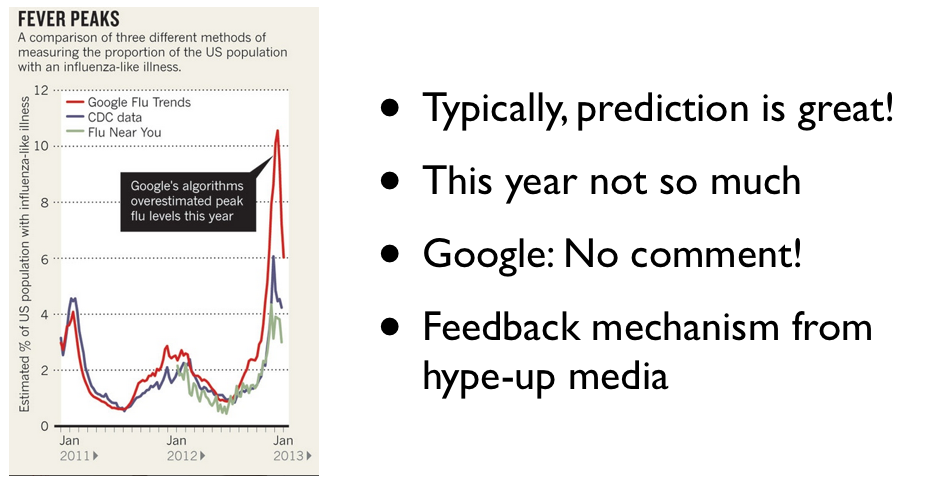 FEVER PEAKS
A comparison of three different methods of
measuring the proportion of the US population
with an influenza-like illness.
Estimated % of US population with influenza-like illness
12
10
8
6
4
2
0
Google Flu Trends
CDC data
Flu Near You
Google's algorithms
overestimated peak
flu levels this year
Jan
2011
Jan
2012
Jan
2013
• Typically, prediction is great!
• This year not so much
• Google: No comment!
• Feedback mechanism from
hype-up media